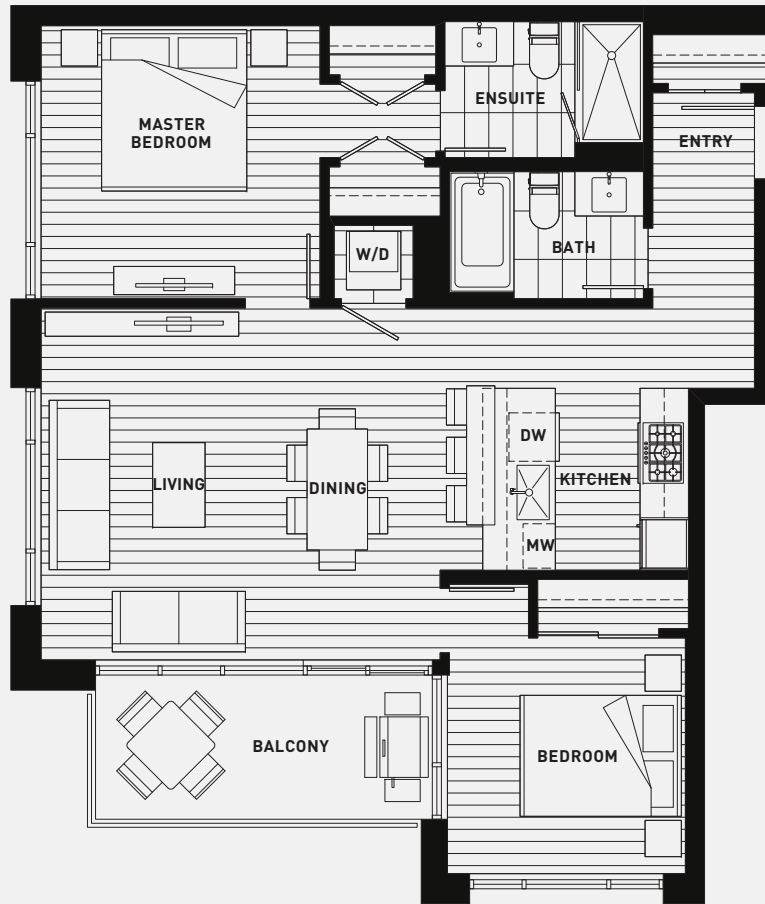 ENSUITE
MASTER
BEDROOM
ENTRY
W/D
BATH
DW
LIVING
DINING
KITCHEN
MW
BALCONY
BEDROOM